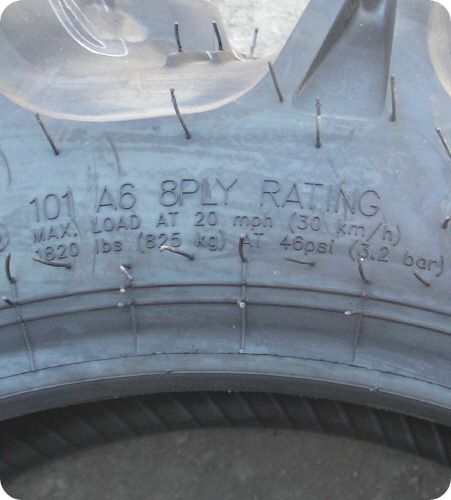 101 A6 8PLY RATING
MAX. LOAD AT 20 mph (30 km/h)
1820 lbs (825 kg) AT 46psi (3.2 bar)